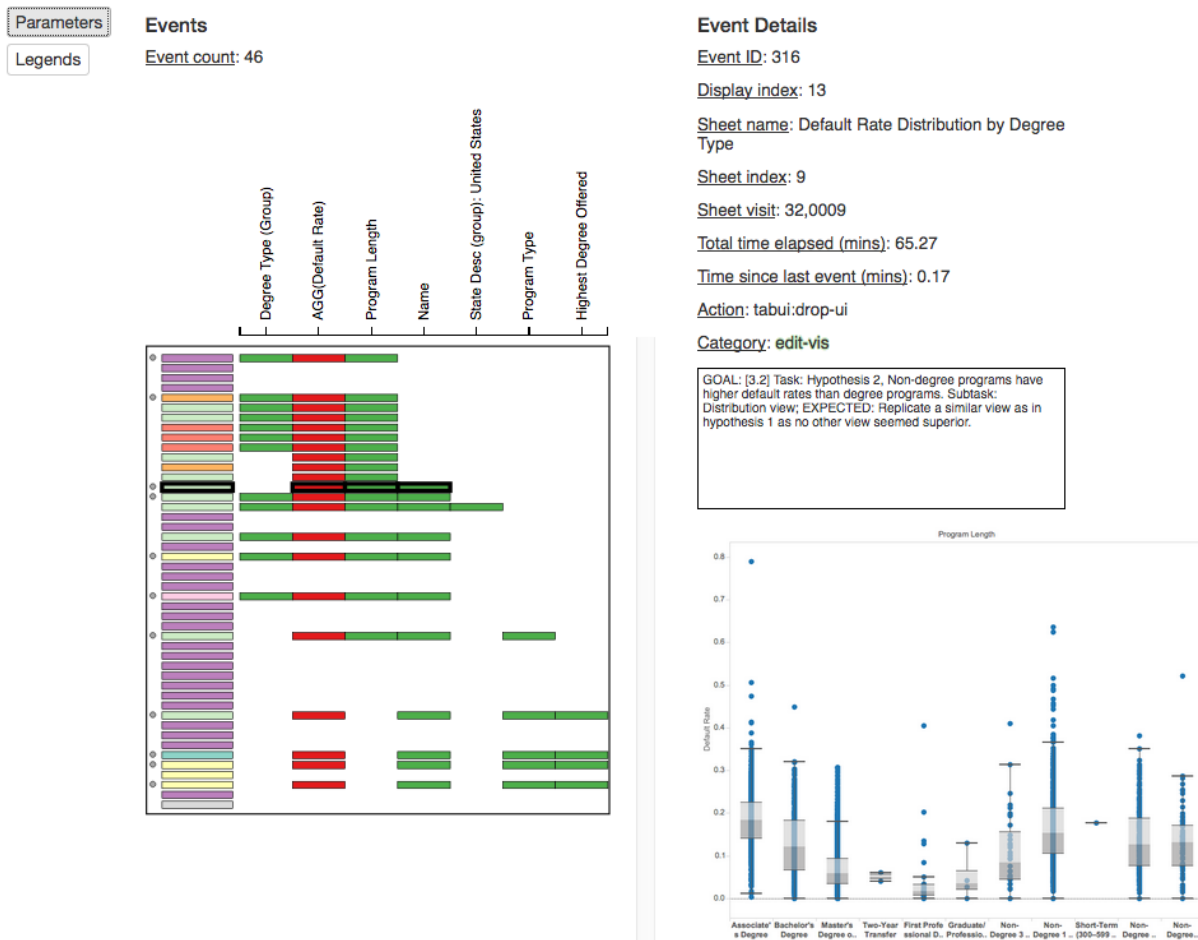 Parameters
Legends
Events
Event count: 46
Degree Type (Group)
AGG(Default Rate)
Program Length
Name
State Desc (group): United States
Program Type
Highest Degree Offered
Event Details
Event ID: 316
Display index: 13
Sheet name: Default Rate Distribution by Degree
Type
Sheet index: 9
Sheet visit: 32,0009
Total time elapsed (mins): 65.27
Time since last event (mins): 0.17
Action: tabui:drop-ui
Category: edit-vis
GOAL: [3.2] Task: Hypothesis 2, Non-degree programs have
higher default rates than degree programs. Subtask:
Distribution view; EXPECTED: Replicate a similar view as in
hypothesis 1 as no other view seemed superior.
Program Length
Default Rate
0.8
0.7
0.6
0.5
0.4
0.3
0.2
0.1
0.0
Associate' Bachelor's Master's Two-Year First Profe Graduate/ Non- Non- Short-Term Non- Non-
s Degree Degree Degree o.. Transfer ssional D.. Professio.. Degree 3 .. Degree 1 .. (300–599 .. Degree .. Degree..